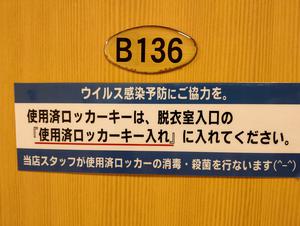 B136
ウイルス感染予防にご協力を。
使用済ロッカーキーは、脱衣室入口の
『使用済ロッカーキー入れ』に入れてください。
当店スタッフが使用済ロッカーの消毒・殺菌を行ないます(^-^)